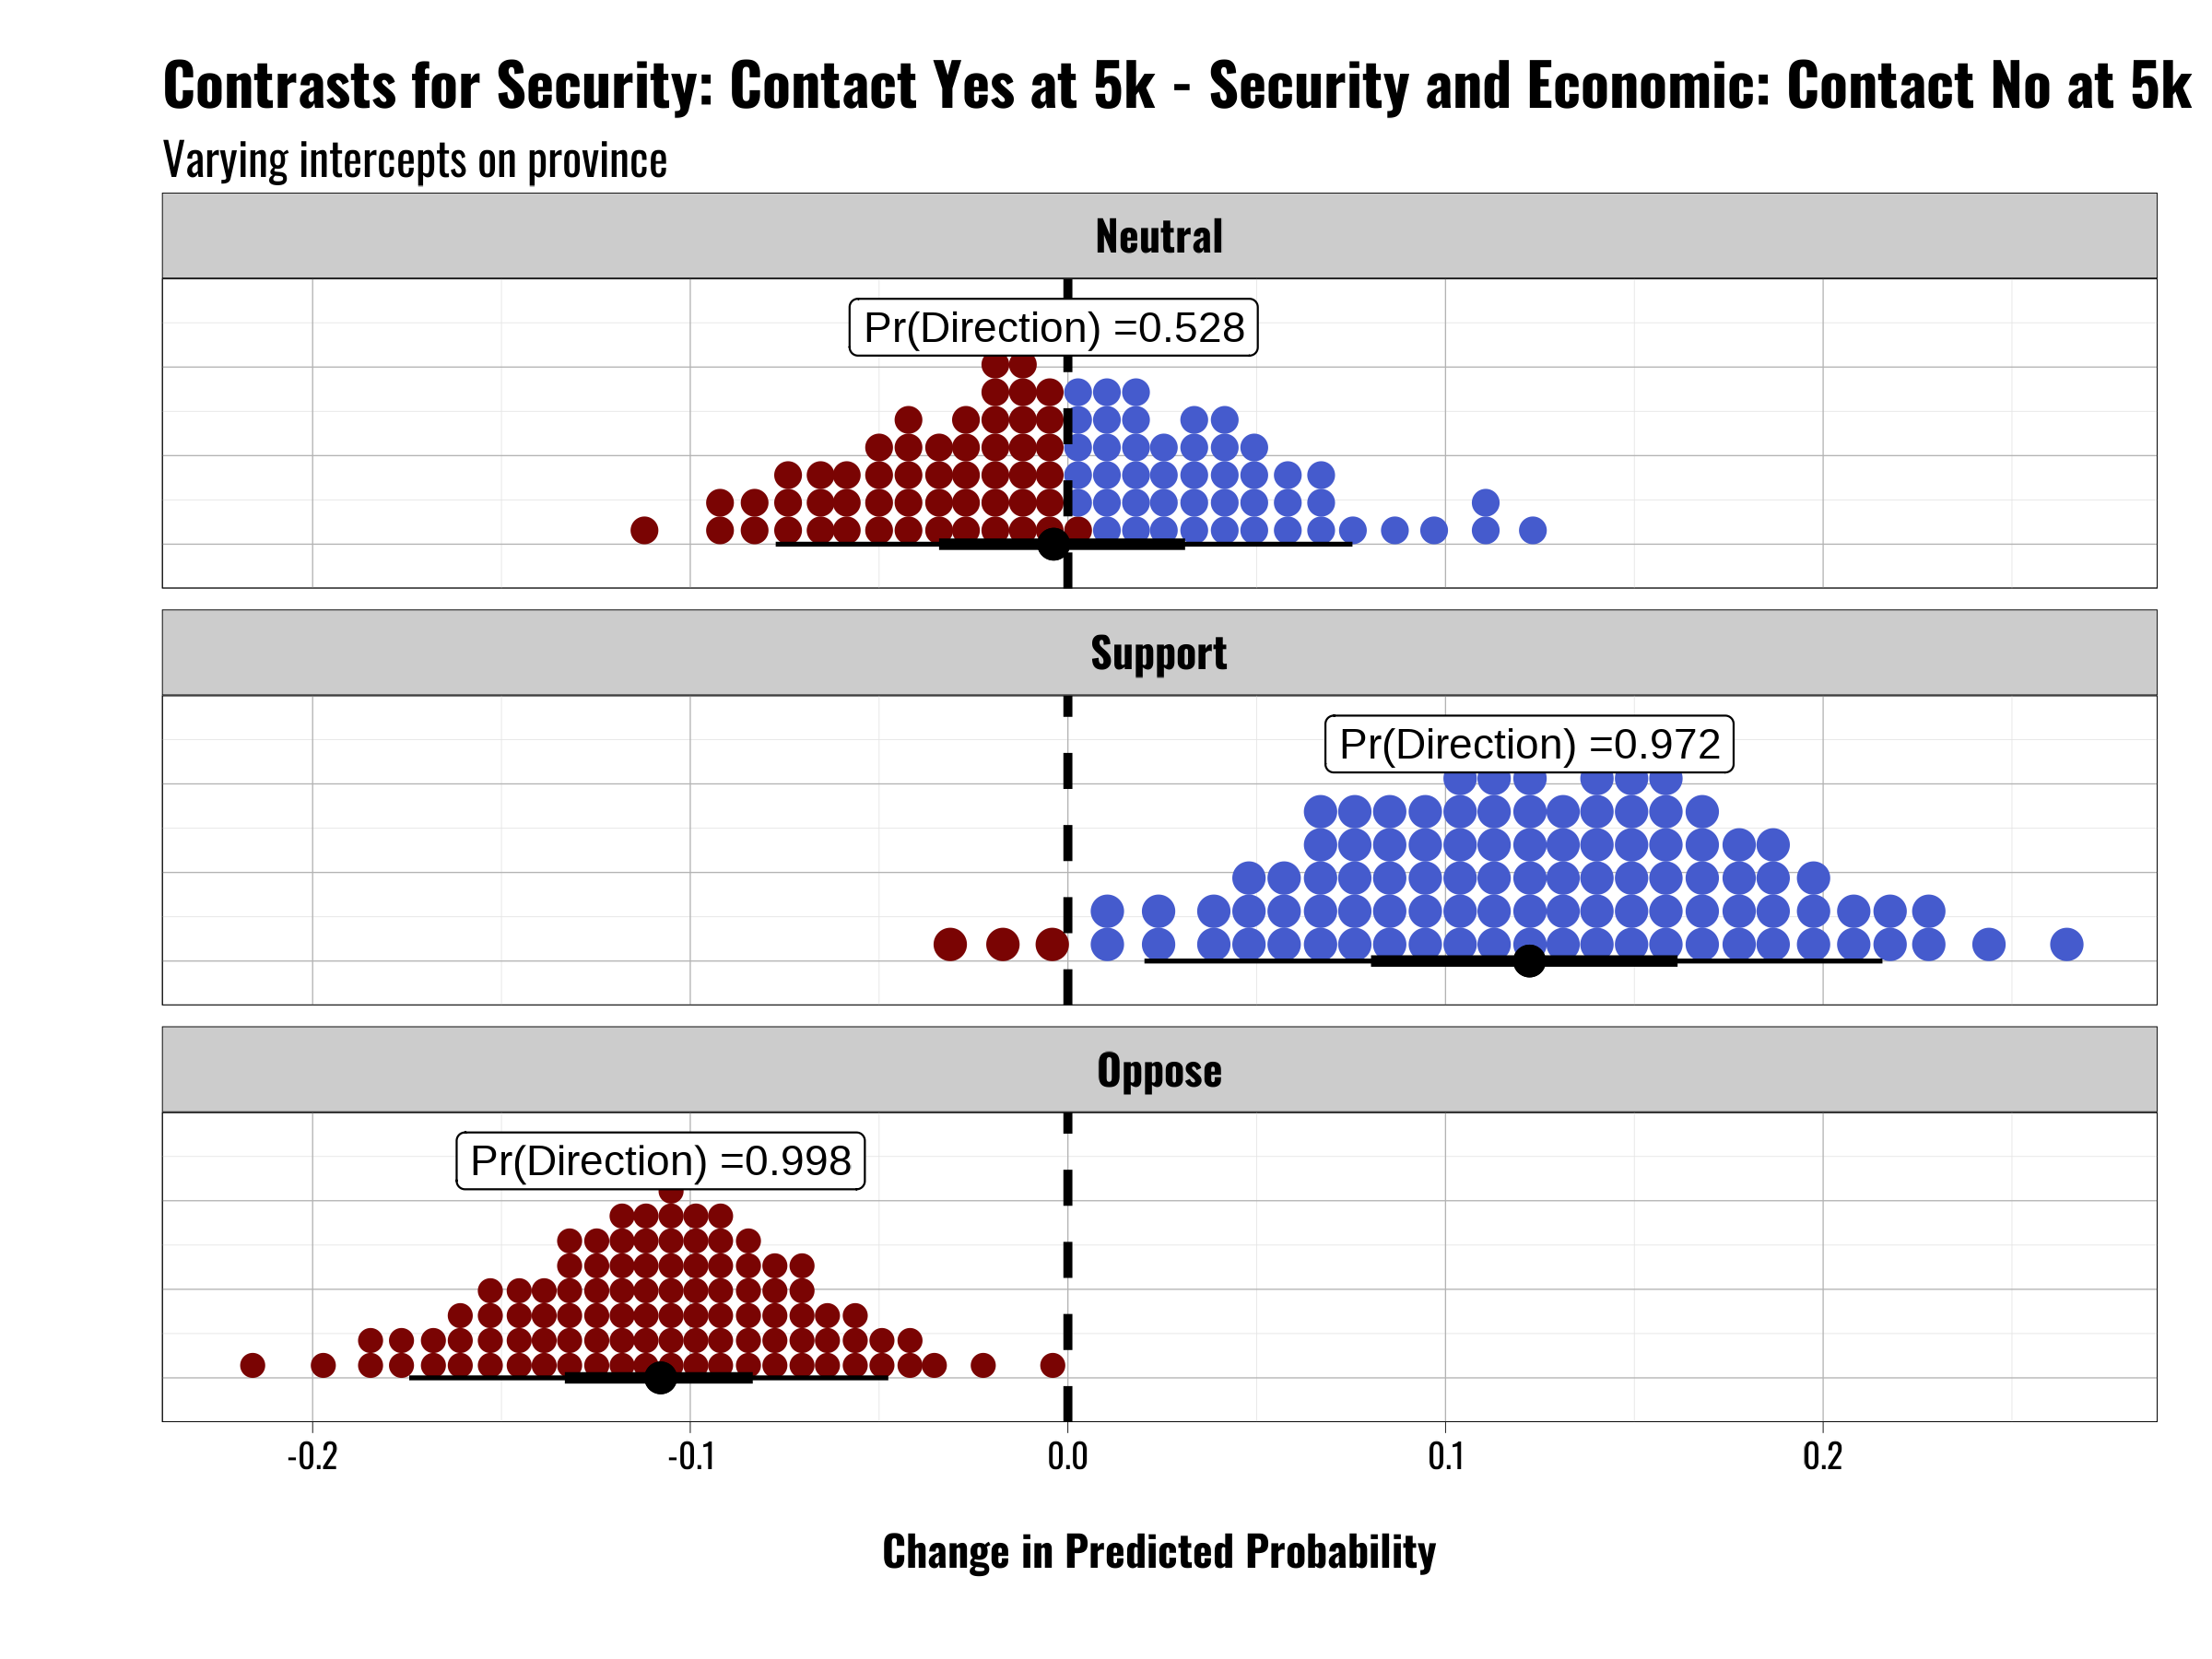 Contrasts for Security: Contact Yes at 5k - Security and Economic: Contact No at 5k
Varying intercepts on province
Neutral
Pr(Direction) =0.528
Support
Pr(Direction) =0.972
Oppose
Pr(Direction) =0.998
-0.2 -0.1 0.0 0.1 0.2
Change in Predicted Probability